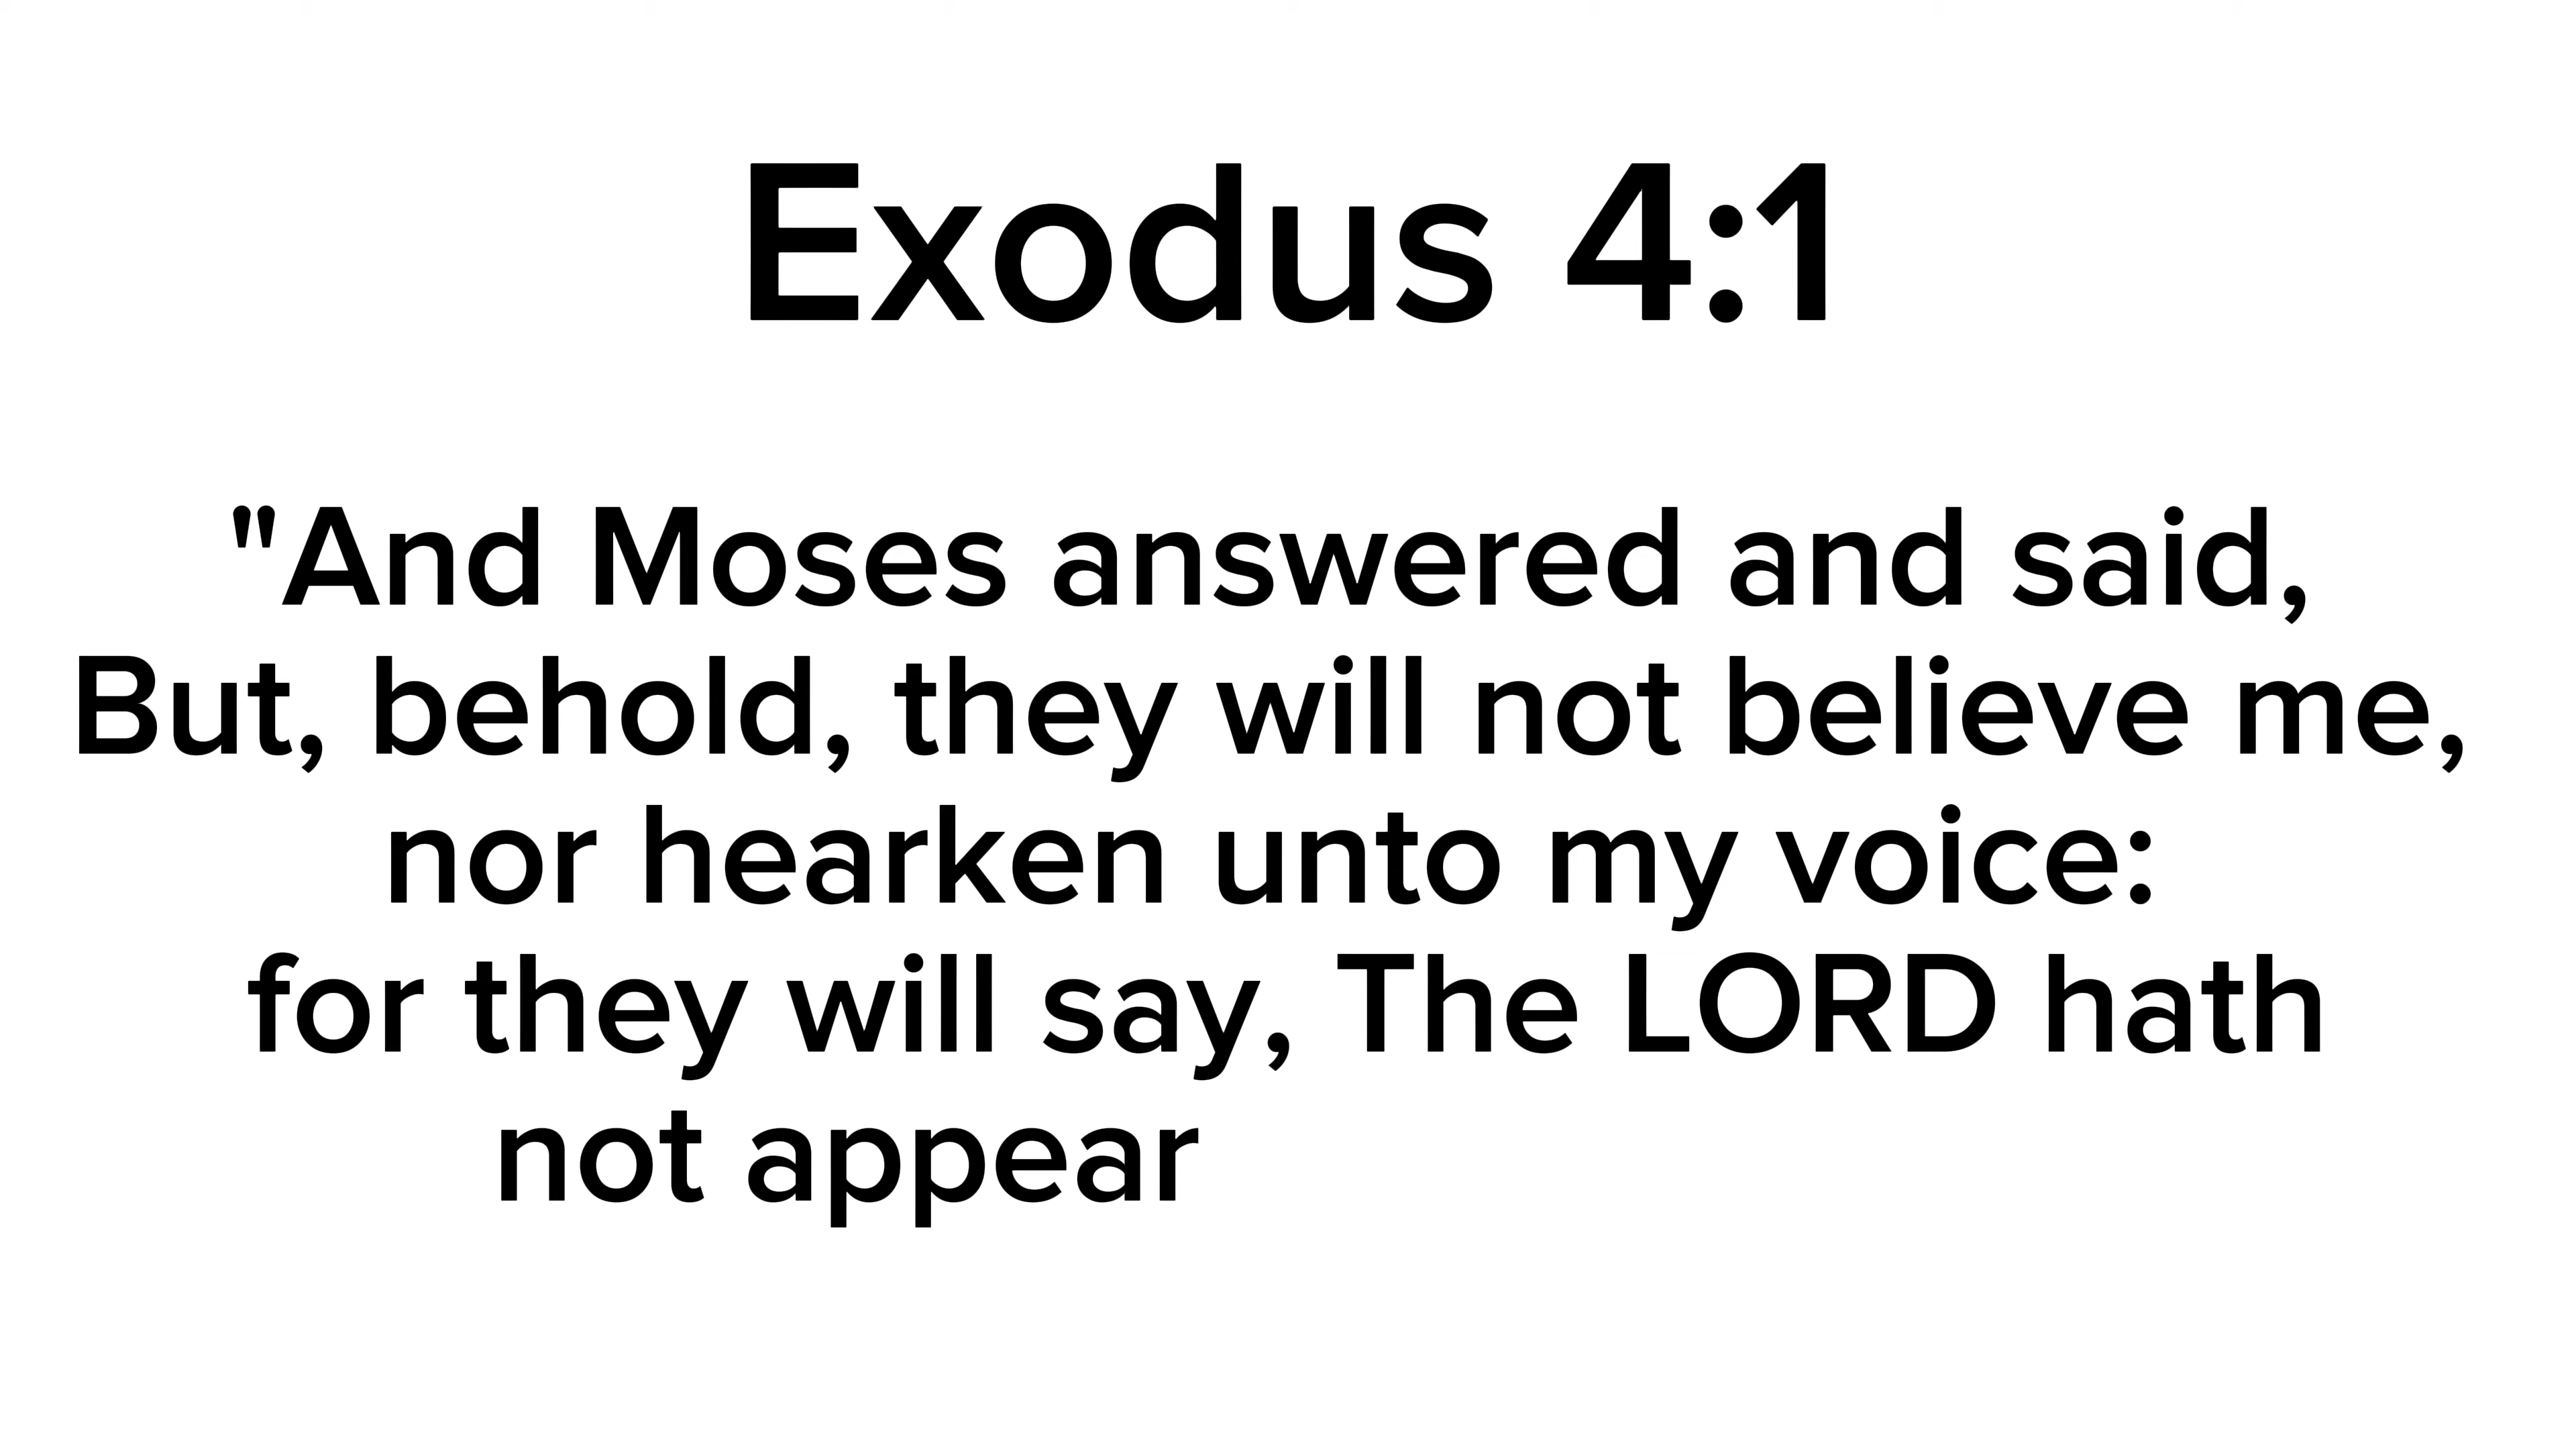 Exodus 4:1
"And Moses answered and said,
But, behold, they will not believe me,
nor hearken unto my voice:
for they will say, The LORD hath
not appear